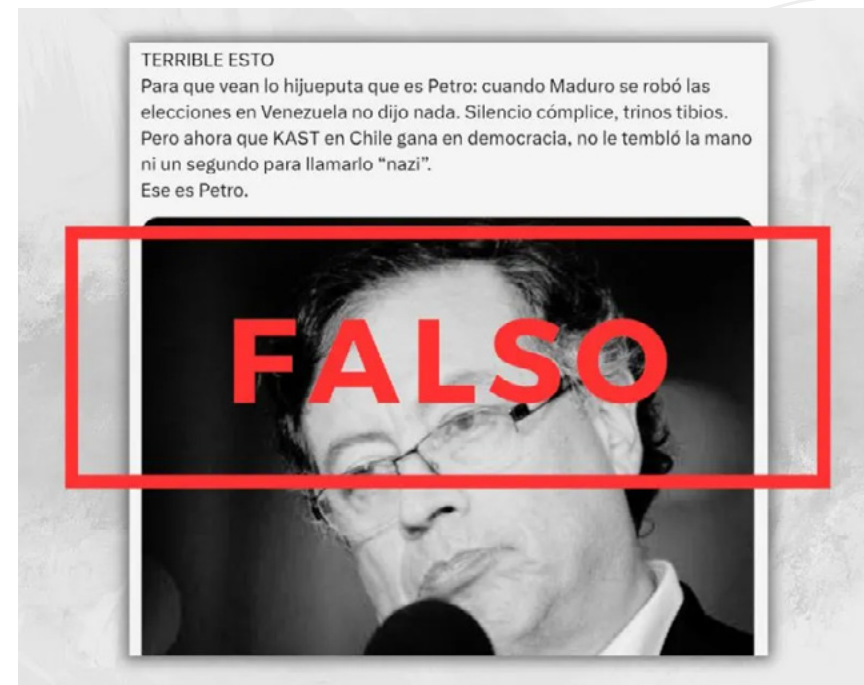 TERRIBLE ESTO
Para que vean lo hijueputa que es Petro: cuando Maduro se robó las
elecciones en Venezuela no dijo nada. Silencio cómplice, trinos tibios.
Pero ahora que KAST en Chile gana en democracia, no le tembló la mano
ni un segundo para llamarlo “nazi”.
Ese es Petro.
FALSO